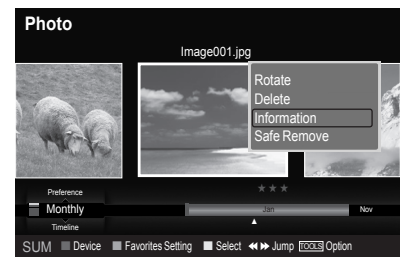 Photo
Image001.jpg
Rotate
Delete
Information
Safe Remove
Preference
★★★
Monthly
Jan
Nov
Timeline
SUM Device Favorites Setting Select ◀◀ ▶▶ Jump TOOLS Option